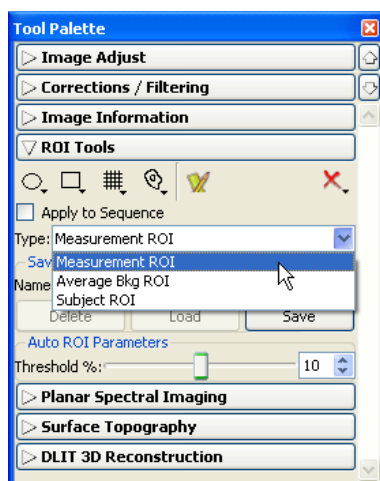 Tool Palette
Image Adjust
Corrections / Filtering
Image Information
ROI Tools
Apply to Sequence
Type: Measurement ROI
Sav
Measurement ROI
Name
Average Bkg ROI
Subject ROI
Delete Load Save
Auto ROI Parameters
Threshold %: 10
Planar Spectral Imaging
Surface Topography
DLIT 3D Reconstruction